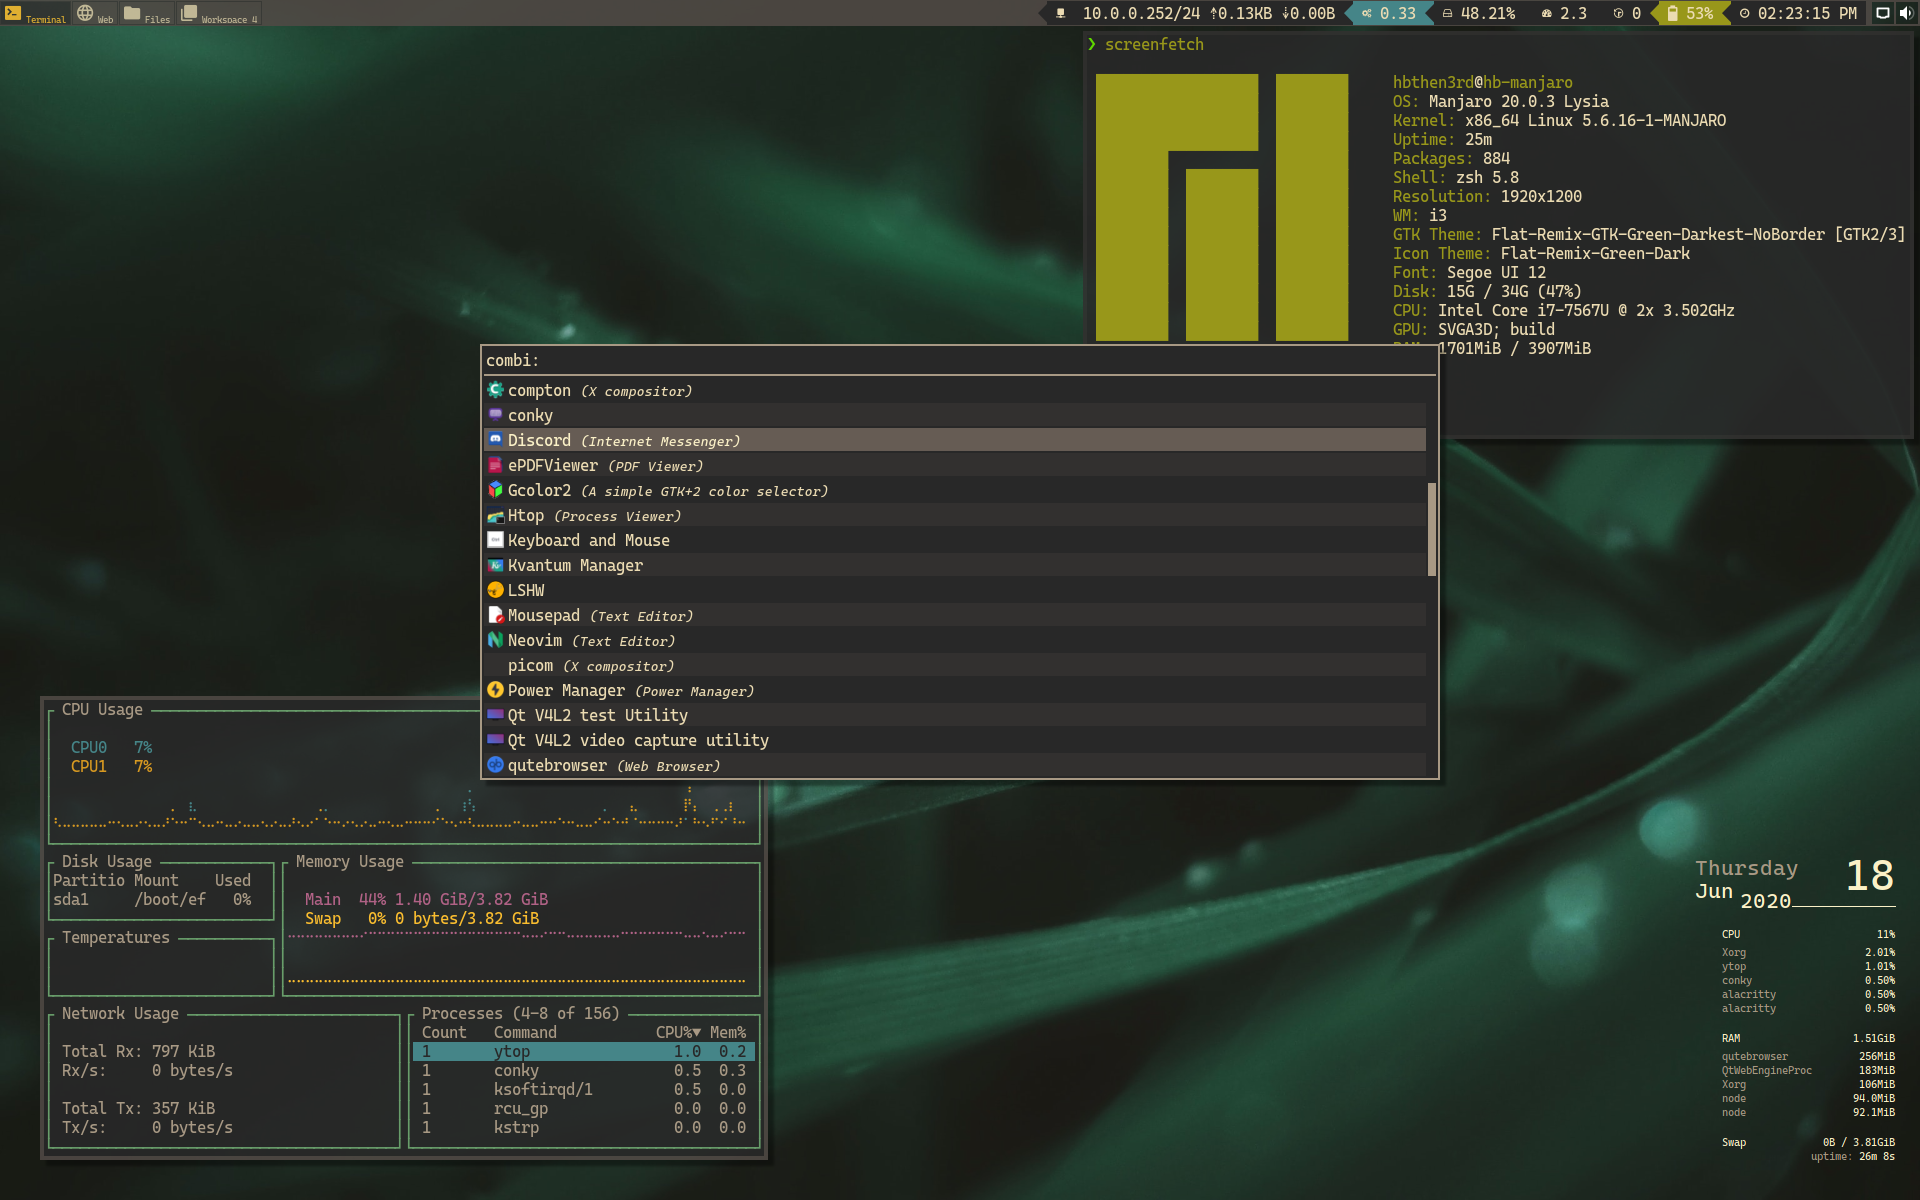 Terminal Web Files Workspace 4
10.0.0.252/24 ↑0.13KB ↓0.00B 0.33 48.21% 2.3 0 53% 02:23:15 PM
❯ screenfetch
hbthen3rd@hb-manjaro
OS: Manjaro 20.0.3 Lysia
Kernel: x86_64 Linux 5.6.16-1-MANJARO
Uptime: 25m
Packages: 884
Shell: zsh 5.8
Resolution: 1920x1200
WM: i3
GTK Theme: Flat-Remix-GTK-Green-Darkest-NoBorder [GTK2/3]
Icon Theme: Flat-Remix-Green-Dark
Font: Segoe UI 12
Disk: 15G / 34G (47%)
CPU: Intel Core i7-7567U @ 2x 3.502GHz
GPU: SVGA3D; build
1701MiB / 3907MiB
combi:
compton (X compositor)
conky
Discord (Internet Messenger)
ePDFViewer (PDF Viewer)
Gcolor2 (A simple GTK+2 color selector)
Htop (Process Viewer)
Keyboard and Mouse
Kvantum Manager
LSHW
Mousepad (Text Editor)
Neovim (Text Editor)
picom (X compositor)
Power Manager (Power Manager)
Qt V4L2 test Utility
Qt V4L2 video capture utility
qutebrowser (Web Browser)
CPU Usage
CPU0 7%
CPU1 7%
Disk Usage
Partitio Mount Used
sda1 /boot/ef 0%
Temperatures
Memory Usage
Main 44% 1.40 GiB/3.82 GiB
Swap 0% 0 bytes/3.82 GiB
Network Usage
Total Rx: 797 KiB
Rx/s: 0 bytes/s
Total Tx: 357 KiB
Tx/s: 0 bytes/s
Processes (4-8 of 156)
Count Command CPU%▼ Mem%
1 ytop 1.0 0.2
1 conky 0.5 0.3
1 ksoftirqd/1 0.5 0.0
1 rcu_gp 0.0 0.0
1 kstrp 0.0 0.0
Thursday 18
Jun 2020
CPU 11%
Xorg 2.01%
ytop 1.01%
conky 0.50%
alacritty 0.50%
alacritty 0.50%
RAM 1.51GiB
qutebrowser 256MiB
QtWebEngineProc 183MiB
Xorg 106MiB
node 94.0MiB
node 92.1MiB
Swap 0B / 3.81GiB
uptime: 26m 8s